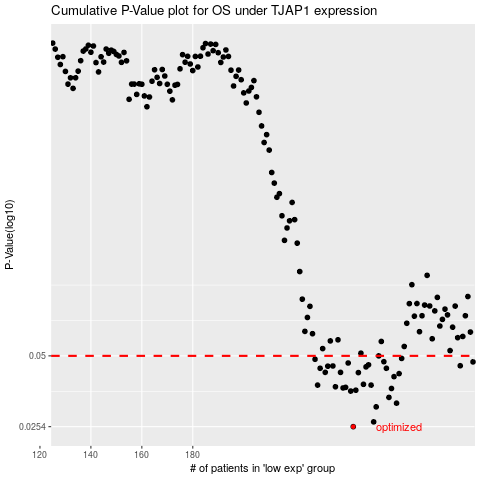 Cumulative P-Value plot for OS under TJAP1 expression
P-Value(log10)
0.05
0.0254
optimized
120 140 160 180
# of patients in 'low exp' group